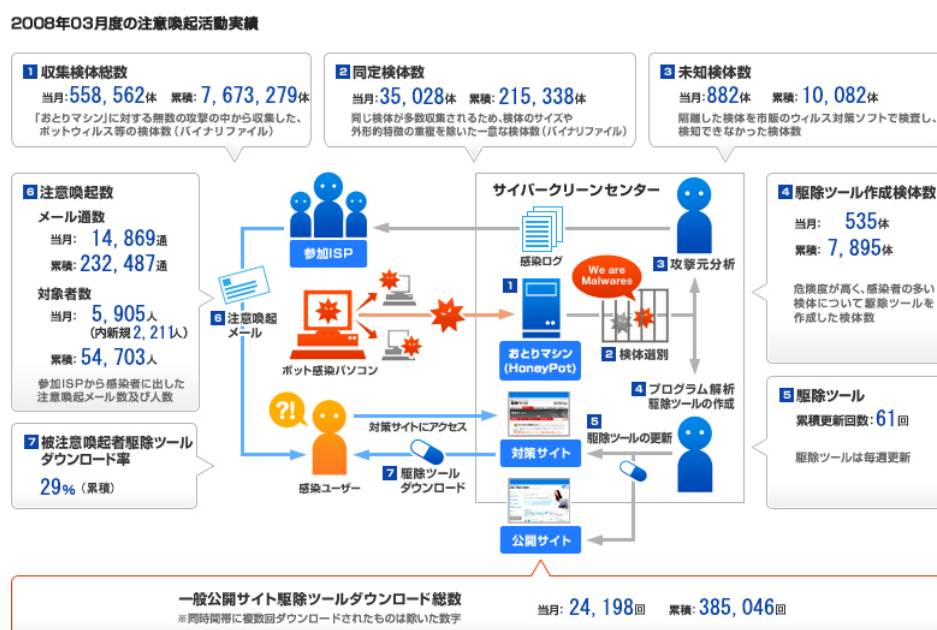 2008年03月度の注意喚起活動実績
1 収集検体総数
当月:558,562体 累積:7,673,279体
「おとりマシン」に対する無数の攻撃の中から収集した、
ボットウィルス等の検体数(バイナリファイル)
2 同定検体数
当月:35,028体 累積:215,338体
同じ検体が多数収集されるため、検体のサイズや
外形的特徴の重複を除いた一意な検体数(バイナリファイル)
3 未知検体数
当月:882体 累積:10,082体
隔離した検体を市販のウィルス対策ソフトで検査し、
検知できなかった検体数
6 注意喚起数
メール通数
当月: 14,869通
累積:232,487通
対象者数
当月: 5,905人
(内新規2,211人)
累積:54,703人
参加ISPから感染者に出した
注意喚起メール数及び人数
7 被注意喚起者駆除ツール
ダウンロード率
29% (累積)
サイバークリーンセンター
参加ISP
感染ログ
3 攻撃元分析
We are
Malwares
1
6 注意喚起
メール
ボット感染パソコン
おとりマシン
(HoneyPot)
2 検体選別
4 プログラム解析
駆除ツールの作成
?!
対策サイトにアクセス
5
駆除ツールの更新
対策サイト
感染ユーザー
7 駆除ツール
ダウンロード
公開サイト
4 駆除ツール作成検体数
当月: 535体
累積: 7,895体
危険度が高く、感染者の多い
検体について駆除ツールを
作成した検体数
5 駆除ツール
累積更新回数:61回
駆除ツールは毎週更新
一般公開サイト駆除ツールダウンロード総数
※同時間帯に複数回ダウンロードされたものは除いた数字
当月: 24,198回 累積: 385,046回